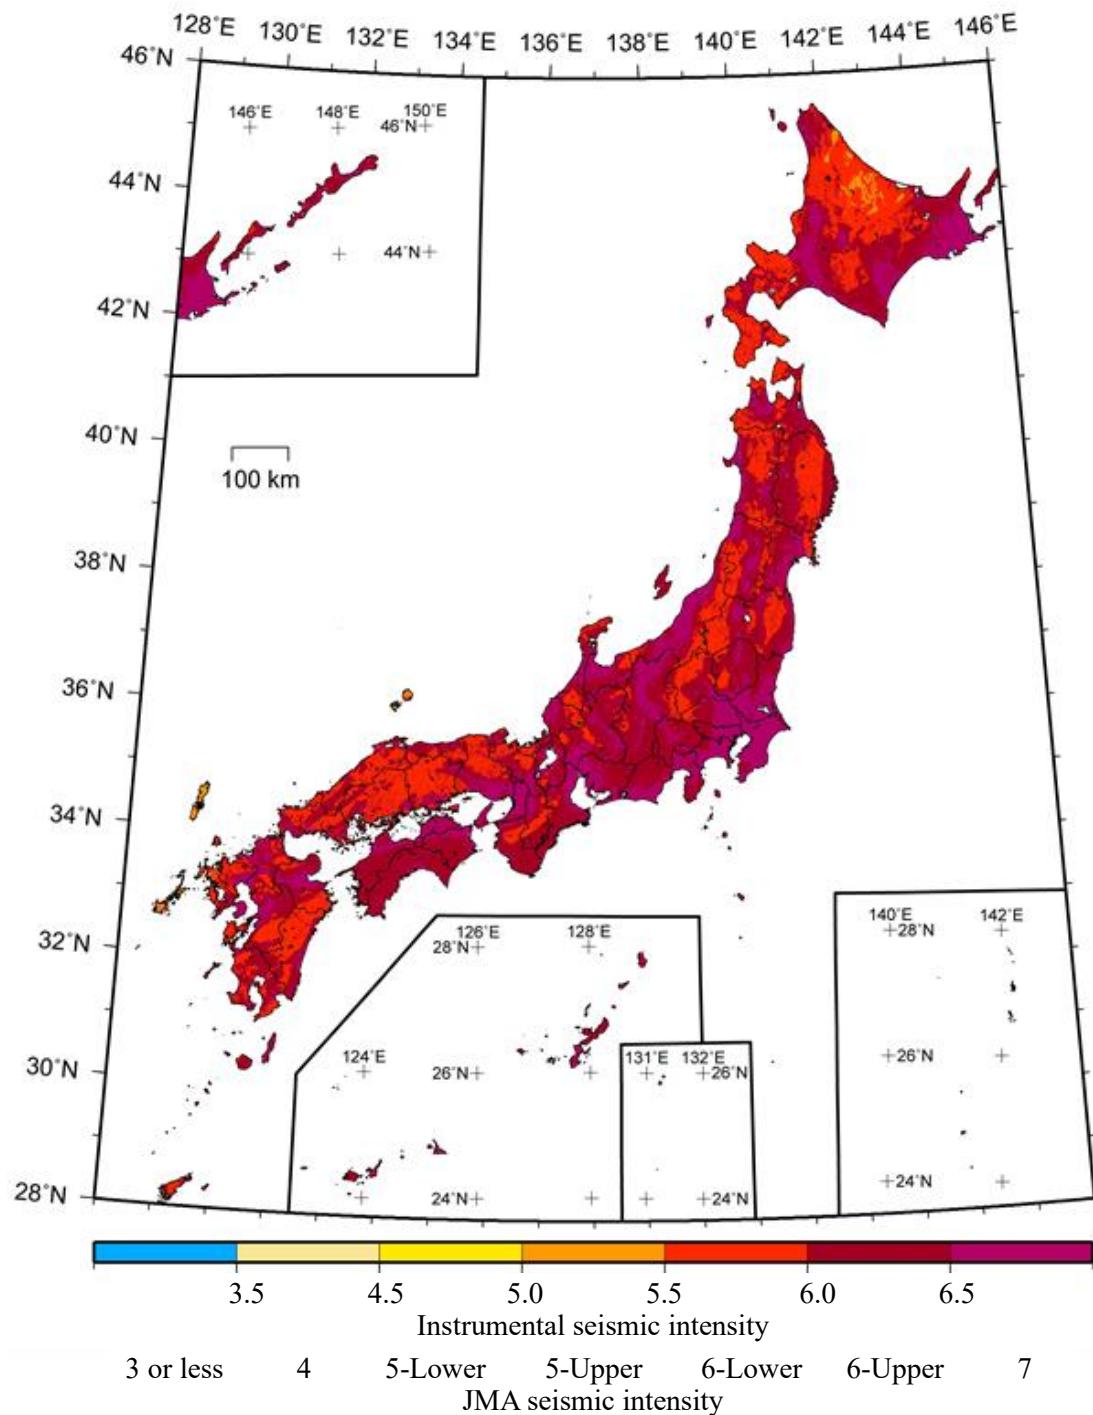 128°E 130°E 132°E 134°E 136°E 138°E 140°E 142°E 144°E 146°E
46°N
146°E 148°E 150°E
46°N
44°N
44°N
42°N
40°N
100 km
38°N
36°N
34°N
32°N
140°E 142°E
28°N
126°E 128°E
28°N
30°N
124°E
26°N
131°E 132°E
26°N
26°N
28°N
24°N
24°N
24°N
3.5 4.5 5.0 5.5 6.0 6.5
Instrumental seismic intensity
3 or less 4 5-Lower 5-Upper 6-Lower 6-Upper 7
JMA seismic intensity